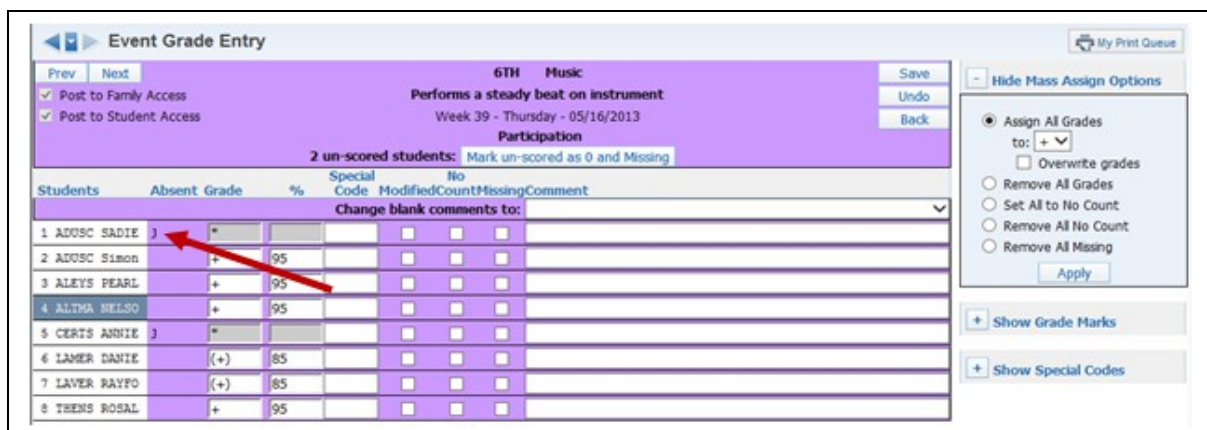 Event Grade Entry
My Print Queue
Prev Next 6TH Music Save
Post to Family Access Performs a steady beat on instrument Undo
Post to Student Access Week 39 - Thursday - 05/16/2013 Back
Participation
2 un-scored students: Mark un-scored as 0 and Missing
Students Absent Grade % Special Code Modified No Count Missing Comment
Change blank comments to:
1 ADUSC SADIE J *
2 ADUSC Simon + 95
3 ALEYS PEARL + 95
4 ALTMA NELSO + 95
5 CERTS ANNIE J *
6 LAMER DANIE (+) 85
7 LAVER RAYFO (+) 85
8 THENS ROSAL + 95
- Hide Mass Assign Options
Assign All Grades
to: +
Overwrite grades
Remove All Grades
Set All to No Count
Remove All No Count
Remove All Missing
Apply
+ Show Grade Marks
+ Show Special Codes